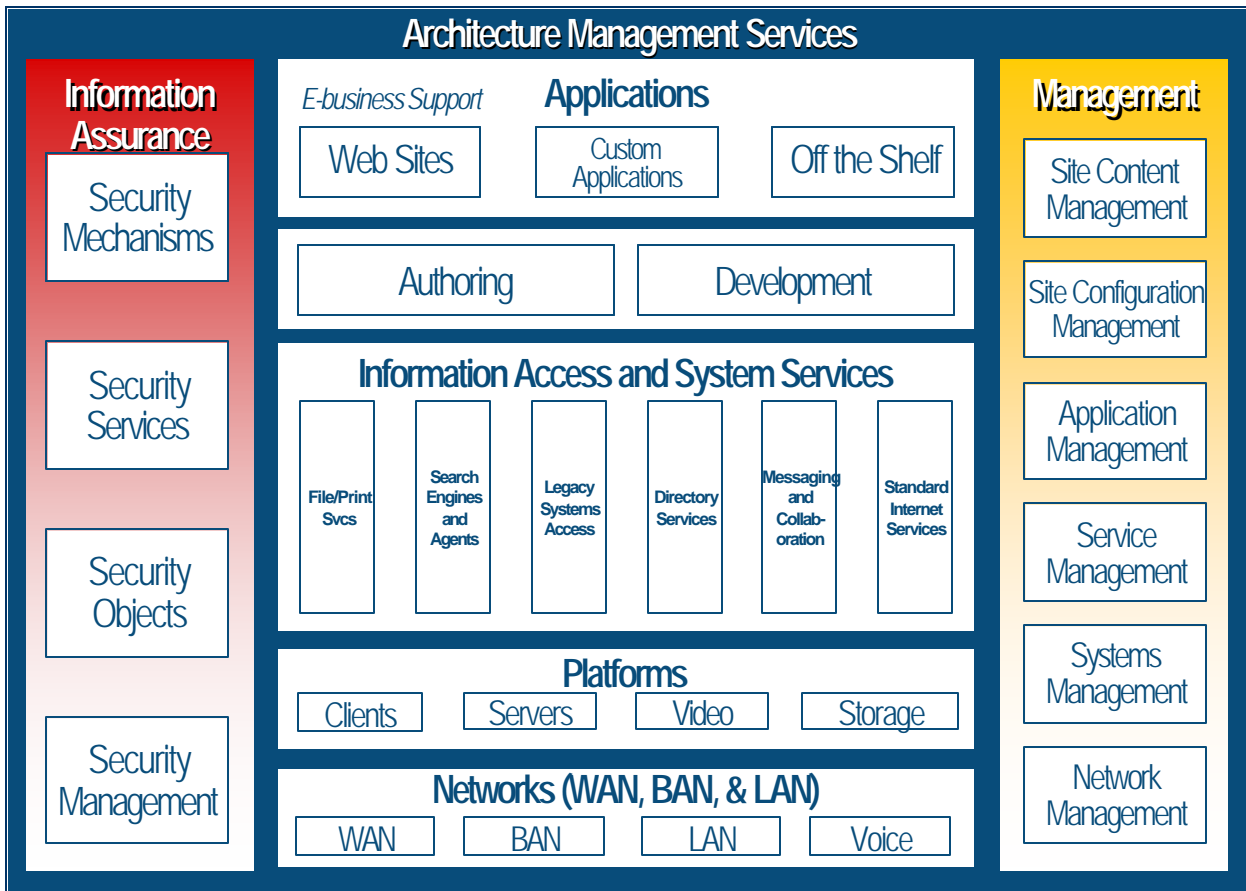 Architecture Management Services
Information
Assurance
Security
Mechanisms
Security
Services
Security
Objects
Security
Management
E-business Support
Applications
Web Sites
Custom
Applications
Off the Shelf
Authoring
Development
Information Access and System Services
File/Print
Svcs
Search
Engines
and
Agents
Legacy
Systems
Access
Directory
Services
Messaging
and
Collab-
oration
Standard
Internet
Services
Platforms
Clients
Servers
Video
Storage
Networks (WAN, BAN, & LAN)
WAN
BAN
LAN
Voice
Management
Site Content
Management
Site Configuration
Management
Application
Management
Service
Management
Systems
Management
Network
Management